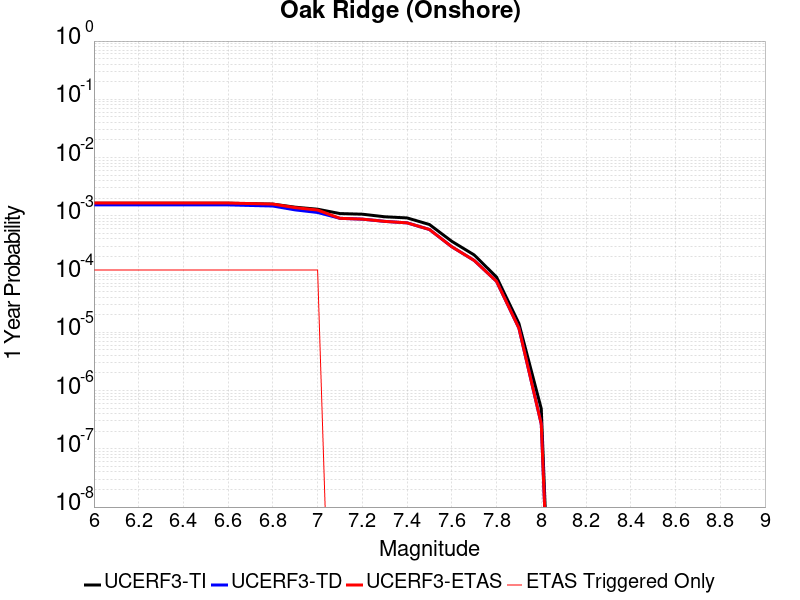 Oak Ridge (Onshore)
1 Year Probability
10^0
10^-1
10^-2
10^-3
10^-4
10^-5
10^-6
10^-7
10^-8
6 6.2 6.4 6.6 6.8 7 7.2 7.4 7.6 7.8 8 8.2 8.4 8.6 8.8 9
Magnitude
UCERF3-TI UCERF3-TD UCERF3-ETAS ETAS Triggered Only